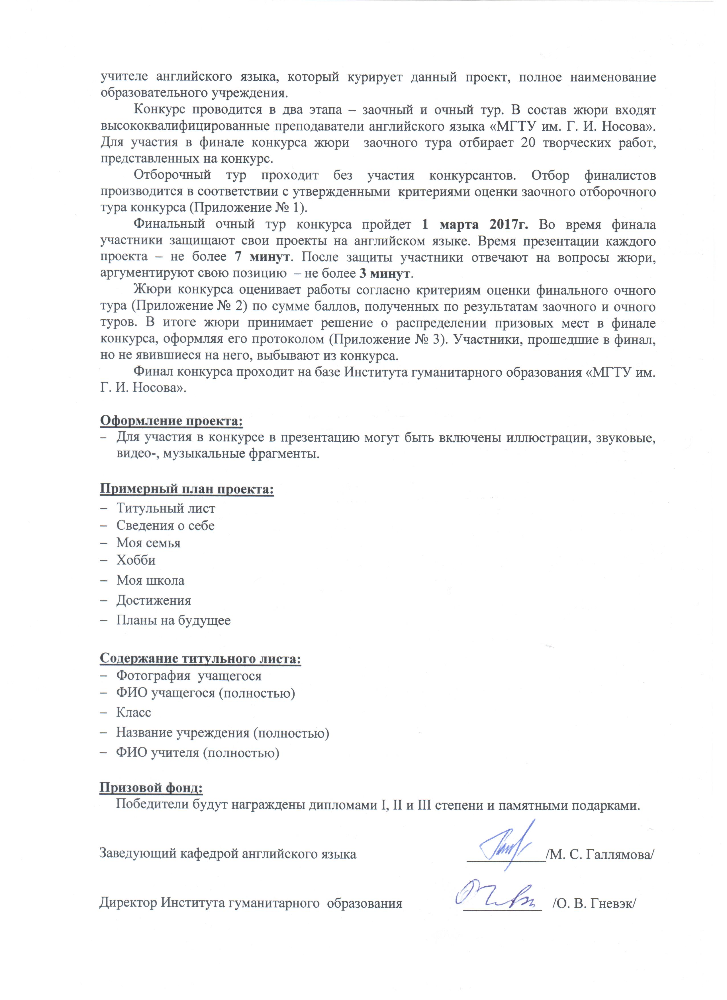 учителе английского языка, который курирует данный проект, полное наименование
образовательного учреждения.
Конкурс проводится в два этапа – заочный и очный тур. В состав жюри входят
высококвалифицированные преподаватели английского языка «МГТУ им. Г. И. Носова».
Для участия в финале конкурса жюри заочного тура отбирает 20 творческих работ,
представленных на конкурс.
Отборочный тур проходит без участия конкурсантов. Отбор финалистов
производится в соответствии с утвержденными критериями оценки заочного отборочного
тура конкурса (Приложение № 1).
Финальный очный тур конкурса пройдет 1 марта 2017г. Во время финала
участники защищают свои проекты на английском языке. Время презентации каждого
проекта – не более 7 минут. После защиты участники отвечают на вопросы жюри,
аргументируют свою позицию – не более 3 минут.
Жюри конкурса оценивает работы согласно критериям оценки финального очного
тура (Приложение № 2) по сумме баллов, полученных по результатам заочного и очного
туров. В итоге жюри принимает решение о распределении призовых мест в финале
конкурса, оформляя его протоколом (Приложение № 3). Участники, прошедшие в финал,
но не явившиеся на него, выбывают из конкурса.
Финал конкурса проходит на базе Института гуманитарного образования «МГТУ им.
Г. И. Носова».
Оформление проекта:
– Для участия в конкурсе в презентацию могут быть включены иллюстрации, звуковые,
видео-, музыкальные фрагменты.
Примерный план проекта:
– Титульный лист
– Сведения о себе
– Моя семья
– Хобби
– Моя школа
– Достижения
– Планы на будущее
Содержание титульного листа:
– Фотография учащегося
– ФИО учащегося (полностью)
– Класс
– Название учреждения (полностью)
– ФИО учителя (полностью)
Призовой фонд:
Победители будут награждены дипломами I, II и III степени и памятными подарками.
Заведующий кафедрой английского языка /М. С. Галлямова/
Директор Института гуманитарного образования /О. В. Гневэк/